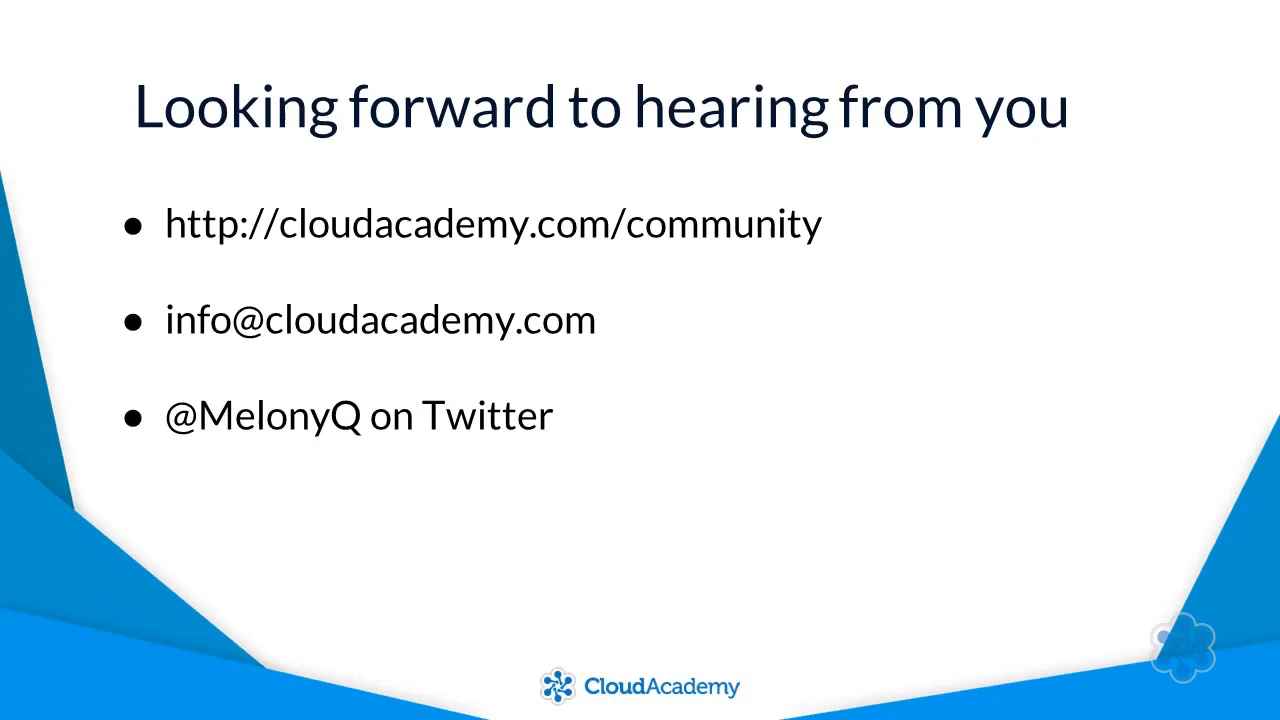 Looking forward to hearing from you
● http://cloudacademy.com/community
● info@cloudacademy.com
● @MelonyQ on Twitter
CloudAcademy